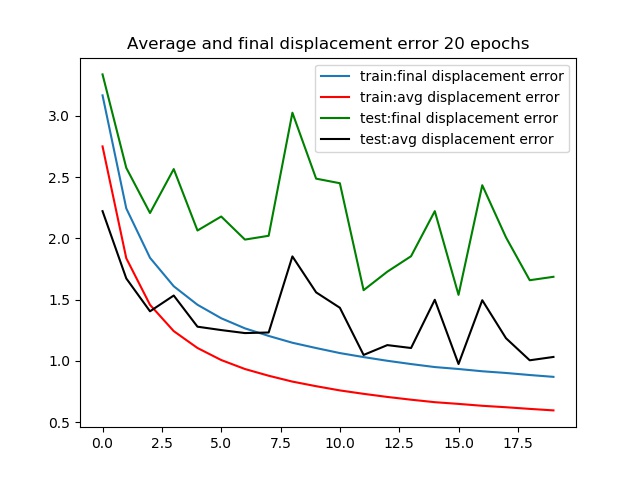 Average and final displacement error 20 epochs
train:final displacement error
train:avg displacement error
test:final displacement error
test:avg displacement error
3.0
2.5
2.0
1.5
1.0
0.5
0.0 2.5 5.0 7.5 10.0 12.5 15.0 17.5